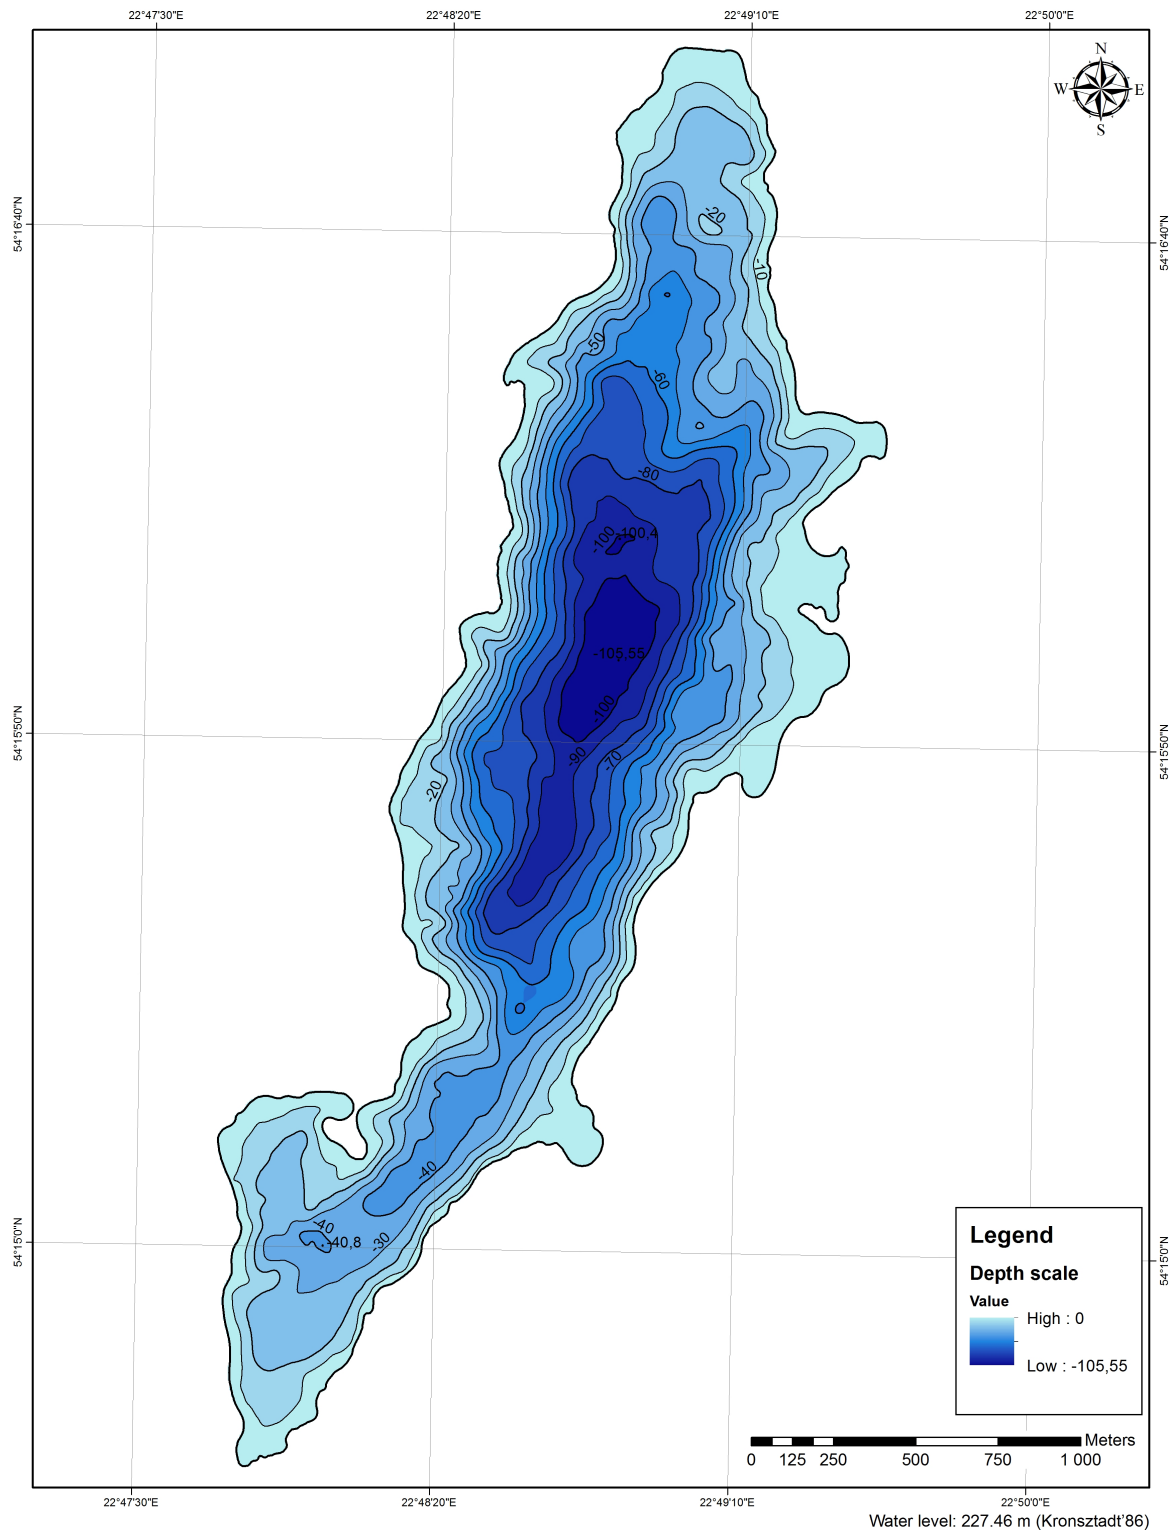 22°47'30"E 22°48'20"E 22°49'10"E 22°50'0"E
N
W E
S
54°16'40"N 54°16'40"N
-20
-10
-50
-60
-80
-100 -100,4
-105,55
-100
54°15'50"N 54°15'50"N
-90 -70
-20
-40
-40
-40,8 -30
54°15'0"N 54°15'0"N
Legend
Depth scale
Value
High : 0
Low : -105,55
Meters
0 125 250 500 750 1 000
22°47'30"E 22°48'20"E 22°49'10"E 22°50'0"E
Water level: 227.46 m (Kronsztadt'86)